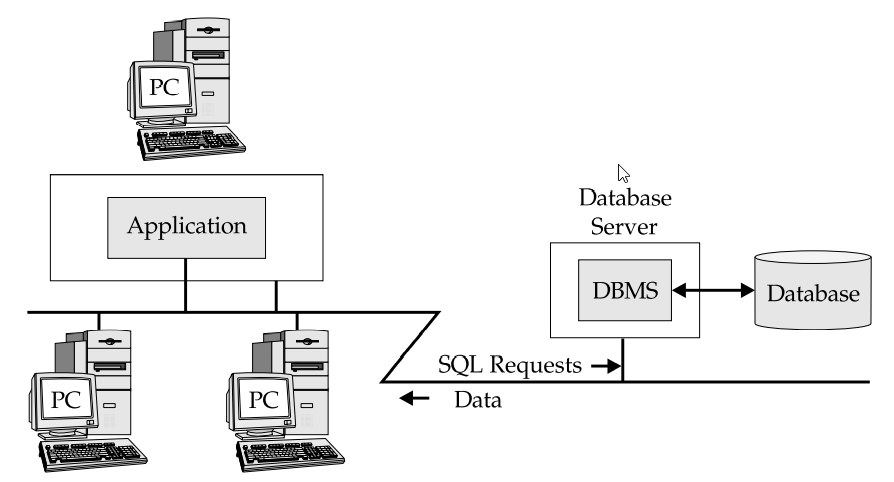 PC
Application
PC
PC
Database
Server
DBMS
Database
SQL Requests
Data